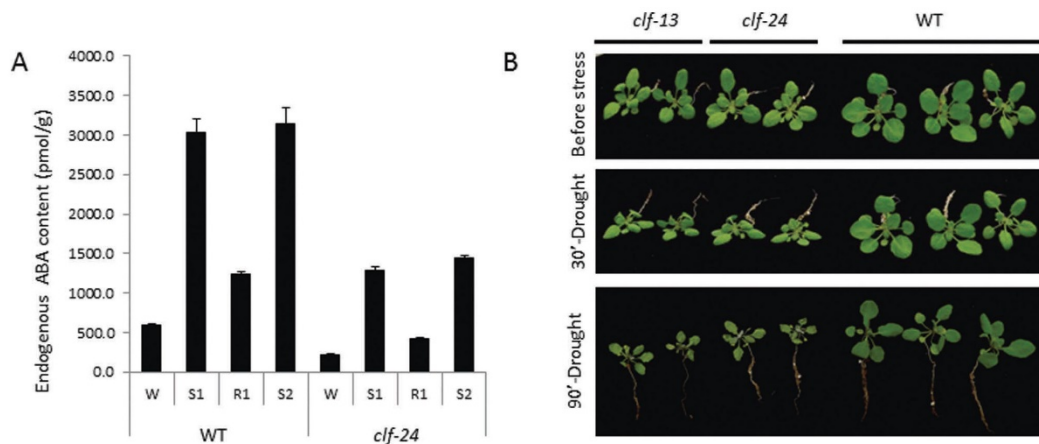 A
Endogenous ABA content (pmol/g)
4000.0
3500.0
3000.0
2500.0
2000.0
1500.0
1000.0
500.0
0.0
W S1 R1 S2 W S1 R1 S2
WT clf-24
B
clf-13 clf-24 WT
Before stress
30'-Drought
90'-Drought